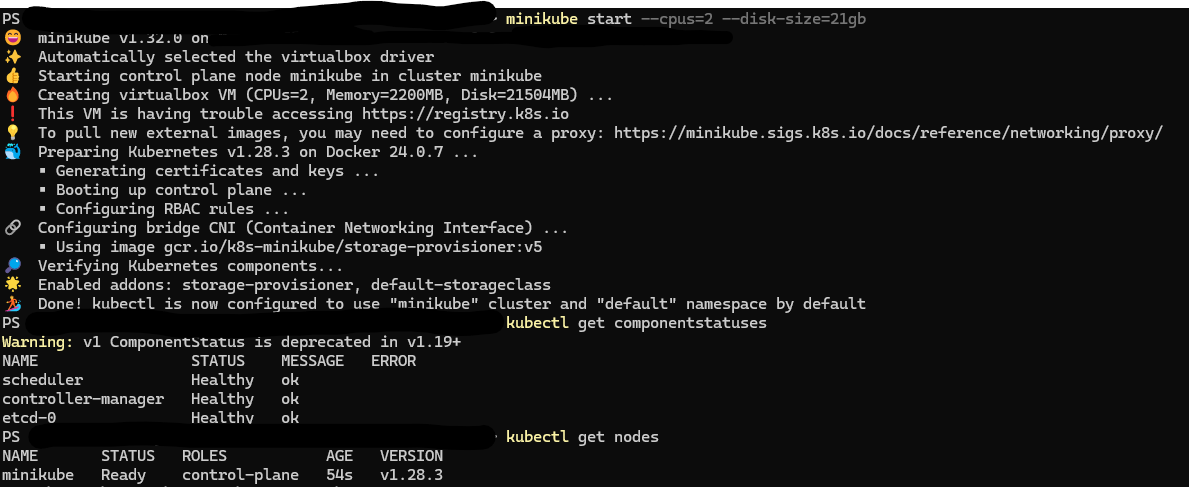 PS minikube start --cpus=2 --disk-size=21gb
minikube v1.32.0 on
Automatically selected the virtualbox driver
Starting control plane node minikube in cluster minikube
Creating virtualbox VM (CPUs=2, Memory=2200MB, Disk=21504MB) ...
This VM is having trouble accessing https://registry.k8s.io
To pull new external images, you may need to configure a proxy: https://minikube.sigs.k8s.io/docs/reference/networking/proxy/
Preparing Kubernetes v1.28.3 on Docker 24.0.7 ...
▪ Generating certificates and keys ...
▪ Booting up control plane ...
▪ Configuring RBAC rules ...
Configuring bridge CNI (Container Networking Interface) ...
▪ Using image gcr.io/k8s-minikube/storage-provisioner:v5
Verifying Kubernetes components...
Enabled addons: storage-provisioner, default-storageclass
Done! kubectl is now configured to use "minikube" cluster and "default" namespace by default
PS kubectl get componentstatuses
Warning: v1 ComponentStatus is deprecated in v1.19+
NAME STATUS MESSAGE ERROR
scheduler Healthy ok
controller-manager Healthy ok
etcd-0 Healthy ok
PS kubectl get nodes
NAME STATUS ROLES AGE VERSION
minikube Ready control-plane 54s v1.28.3